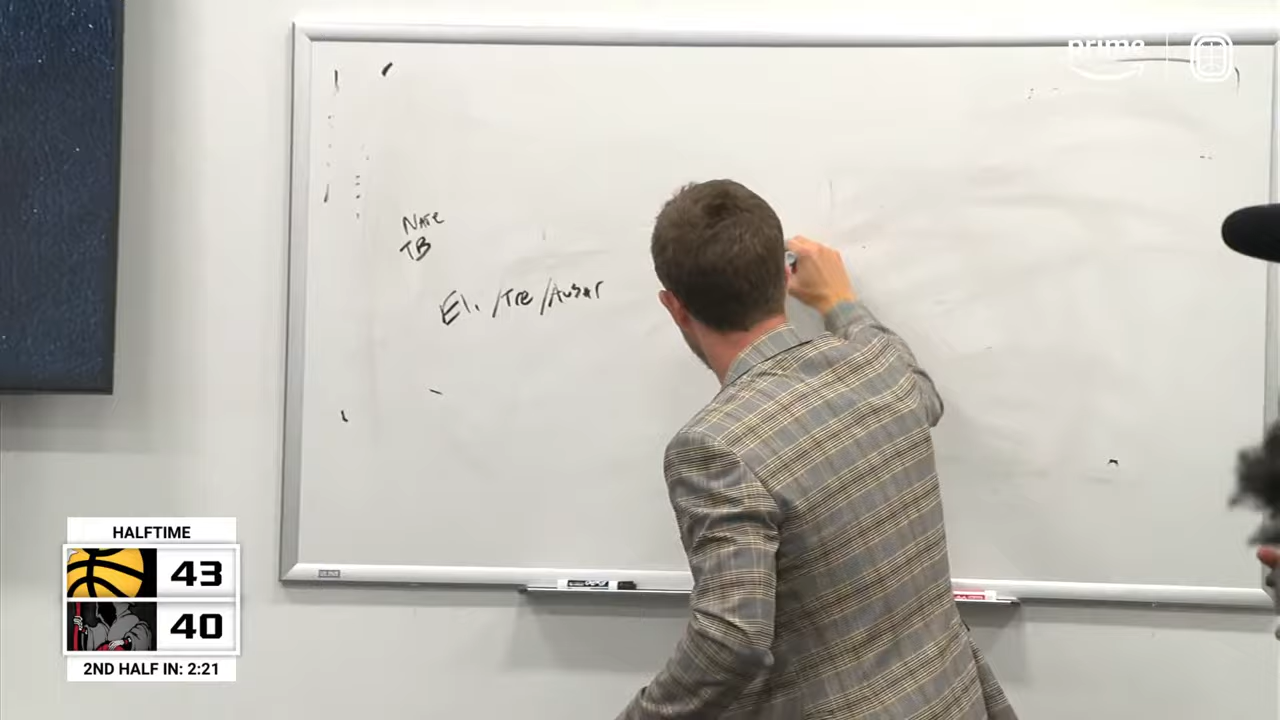 prime
Nate
TB
Eli /Tre /Ausar
HALFTIME
43
40
2ND HALF IN: 2:21